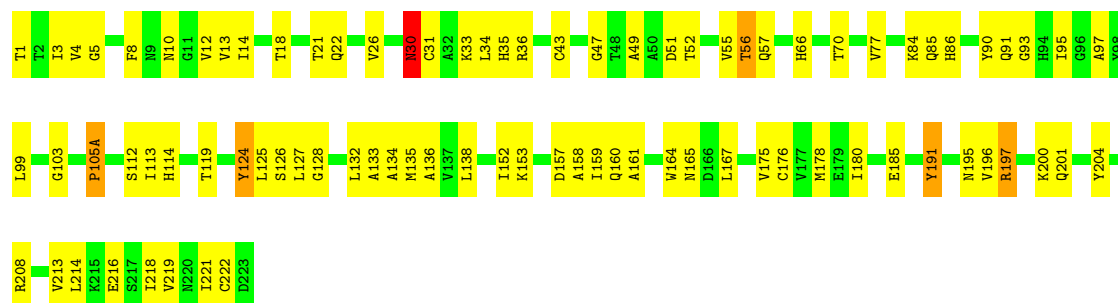 T1 T2 I3 V4 G5 F8 N9 N10 G11 V12 V13 I14 T18 T21 Q22 V26 N30 C31 A32 K33 L34 H35 R36 C43 G47 T48 A49 A50 D51 T52 V55 T56 Q57 H66 T70 V77 K84 Q85 H86 Y90 Q91 G93 H94 I95 G96 A97 Y98
L99 G103 P105A S112 I113 H114 T119 Y124 L125 S126 L127 G128 L132 A133 A134 M135 A136 V137 L138 I152 K153 D157 A158 I159 Q160 A161 W164 N165 D166 L167 V175 C176 V177 M178 E179 I180 E185 Y191 N195 V196 R197 K200 Q201 Y204
R208 V213 L214 K215 E216 S217 I218 V219 N220 I221 C222 D223